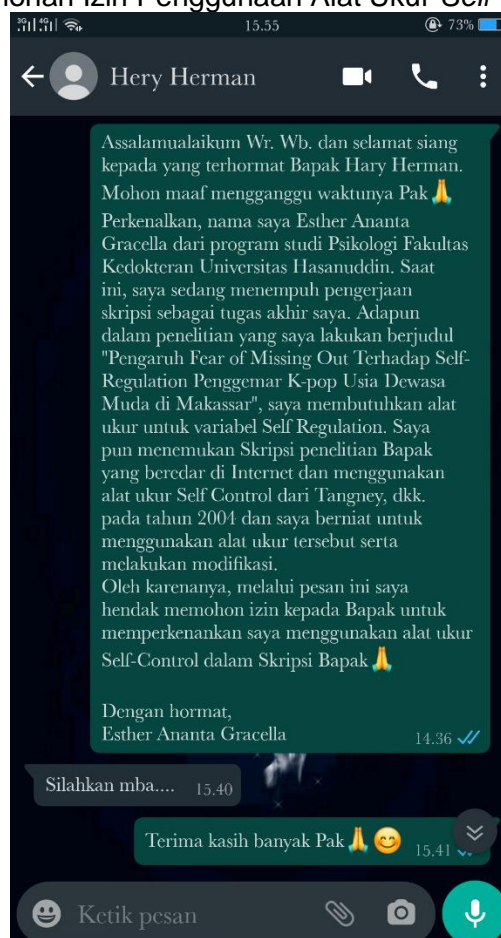 onan Izin Penggunaan Alat Ukur Self
3G 4G 15.55 73%
Hery Herman
Assalamualaikum Wr. Wb. dan selamat siang
kepada yang terhormat Bapak Hary Herman.
Mohon maaf mengganggu waktunya Pak🙏
Perkenalkan, nama saya Esther Ananta
Gracella dari program studi Psikologi Fakultas
Kedokteran Universitas Hasanuddin. Saat
ini, saya sedang menempuh pengerjaan
skripsi sebagai tugas akhir saya. Adapun
dalam penelitian yang saya lakukan berjudul
"Pengaruh Fear of Missing Out Terhadap Self-
Regulation Penggemar K-pop Usia Dewasa
Muda di Makassar", saya membutuhkan alat
ukur untuk variabel Self Regulation. Saya
pun menemukan Skripsi penelitian Bapak
yang beredar di Internet dan menggunakan
alat ukur Self Control dari Tangney, dkk.
pada tahun 2004 dan saya berniat untuk
menggunakan alat ukur tersebut serta
melakukan modifikasi.
Oleh karenanya, melalui pesan ini saya
hendak memohon izin kepada Bapak untuk
memperkenankan saya menggunakan alat ukur
Self-Control dalam Skripsi Bapak🙏
Dengan hormat,
Esther Ananta Gracella 14.36
Silahkan mba.... 15.40
Terima kasih banyak Pak🙏😊 15.41
Ketik pesan